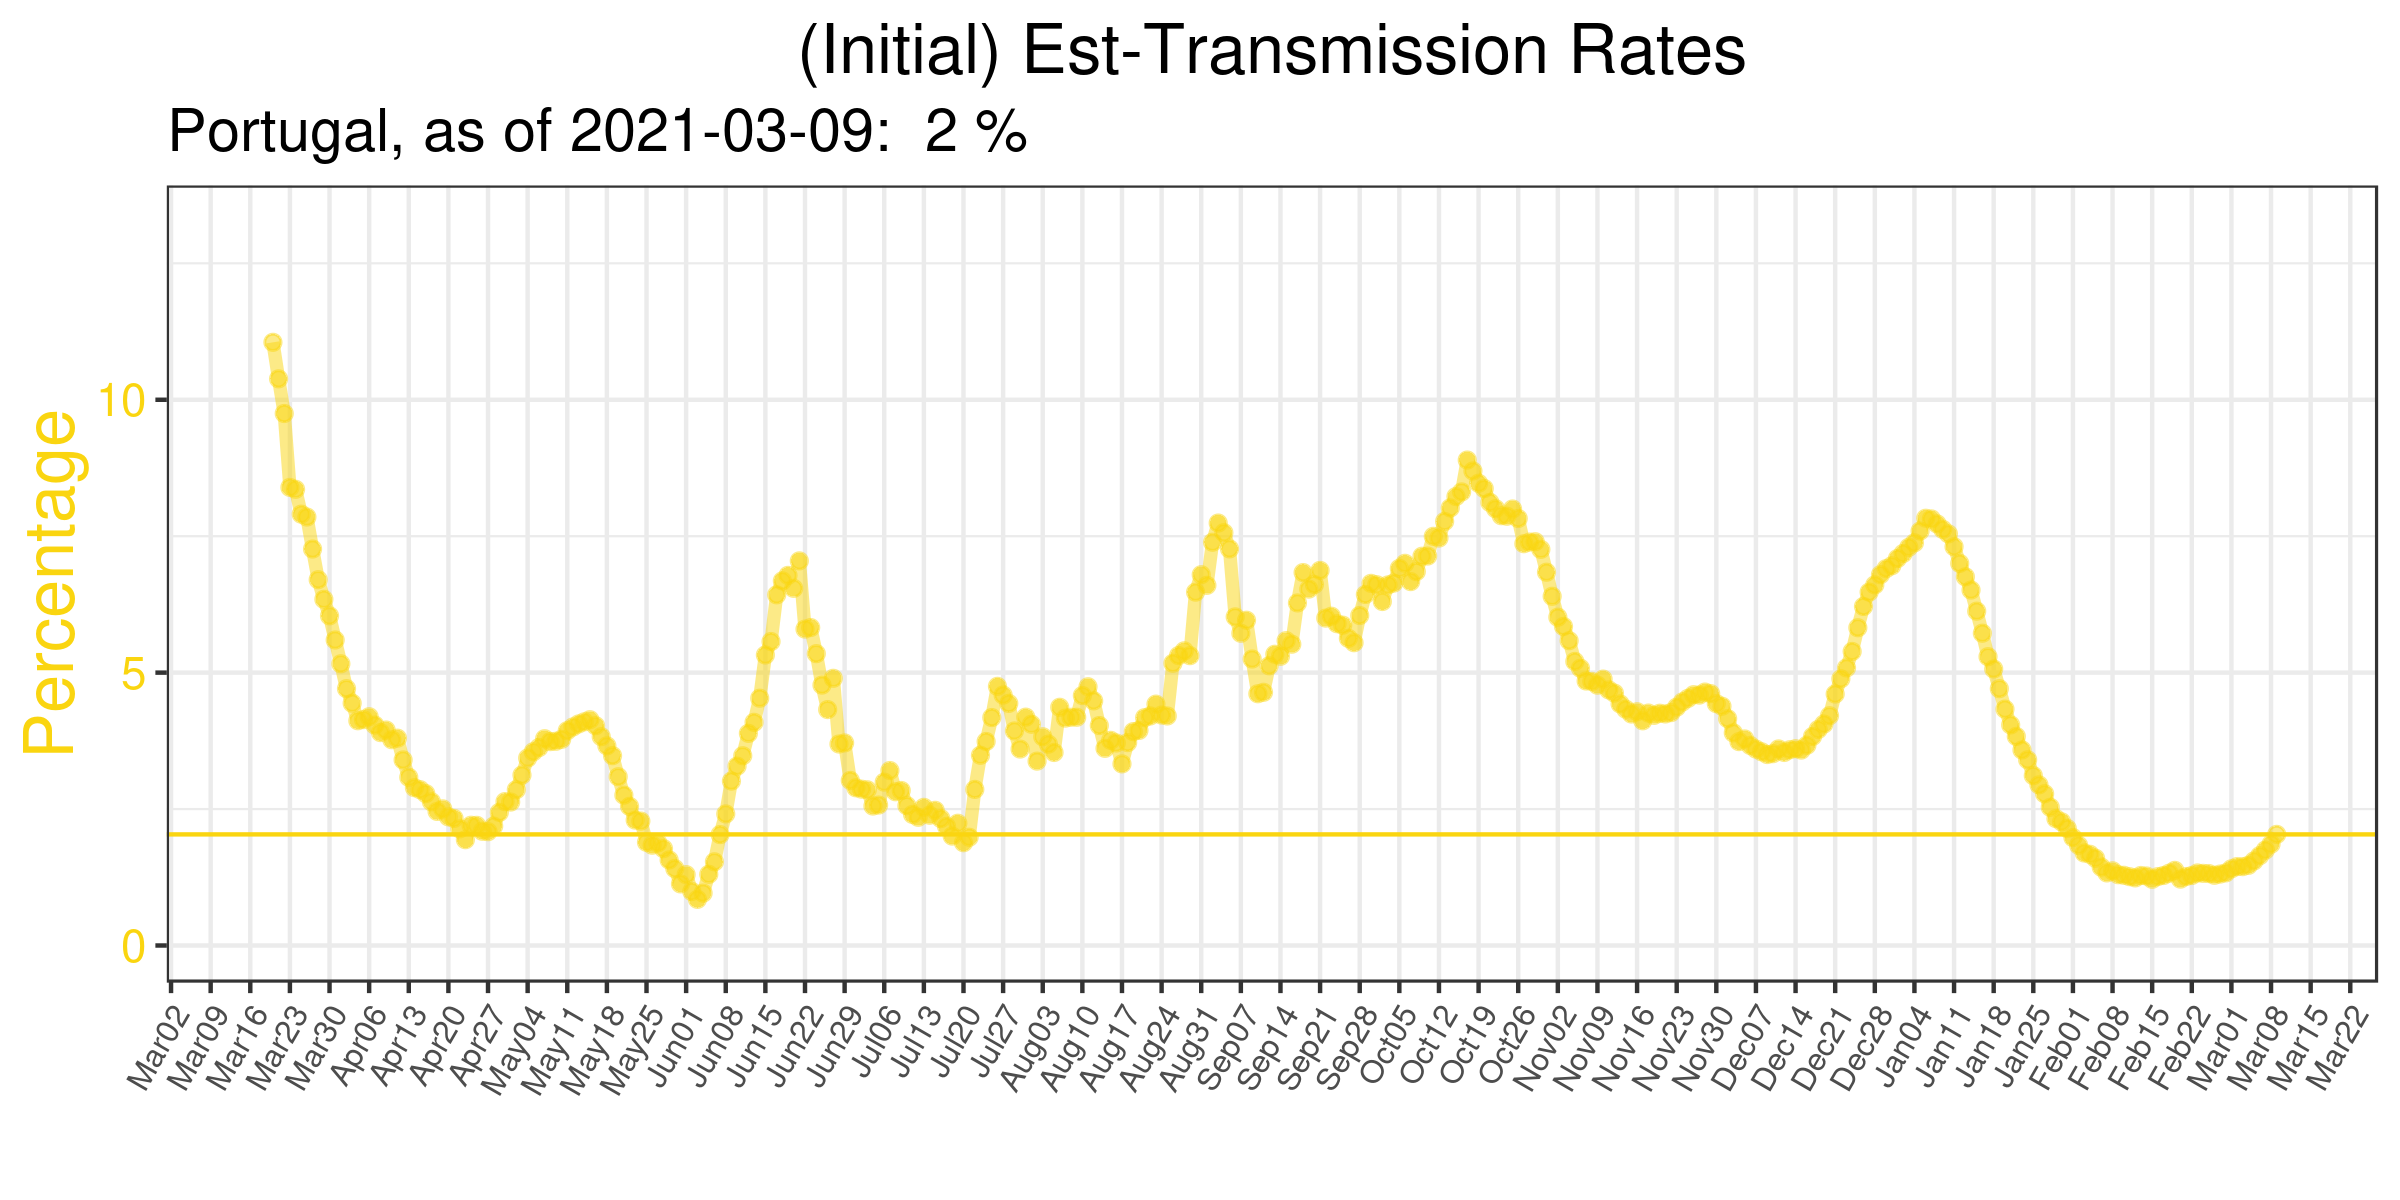 (Initial) Est-Transmission Rates
Portugal, as of 2021-03-09:  2 %
Percentage
10
5
0
Mar02 Mar09 Mar16 Mar23 Mar30 Apr06 Apr13 Apr20 Apr27 May04 May11 May18 May25 Jun01 Jun08 Jun15 Jun22 Jun29 Jul06 Jul13 Jul20 Jul27 Aug03 Aug10 Aug17 Aug24 Aug31 Sep07 Sep14 Sep21 Sep28 Oct05 Oct12 Oct19 Oct26 Nov02 Nov09 Nov16 Nov23 Nov30 Dec07 Dec14 Dec21 Dec28 Jan04 Jan11 Jan18 Jan25 Feb01 Feb08 Feb15 Feb22 Mar01 Mar08 Mar15 Mar22